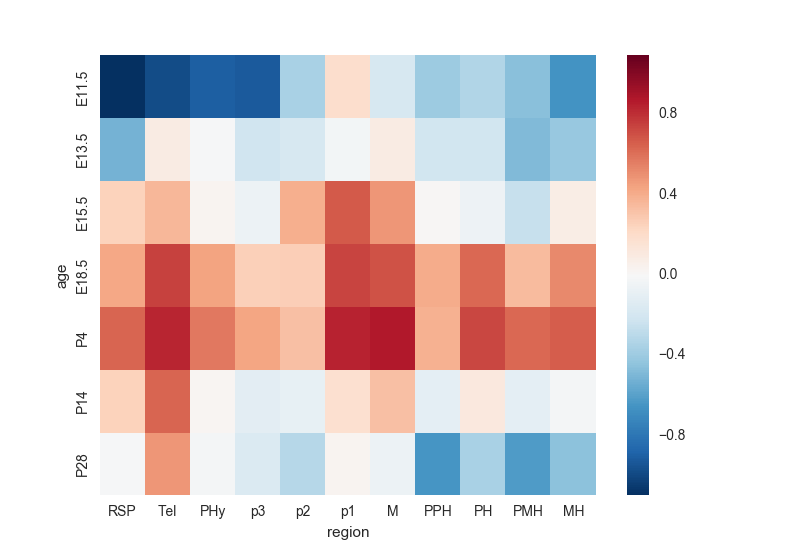 E11.5
E13.5
E15.5
E18.5
P4
P14
P28
age
RSP Tel PHy p3 p2 p1 M PPH PH PMH MH
region
0.8
0.4
0.0
−0.4
−0.8